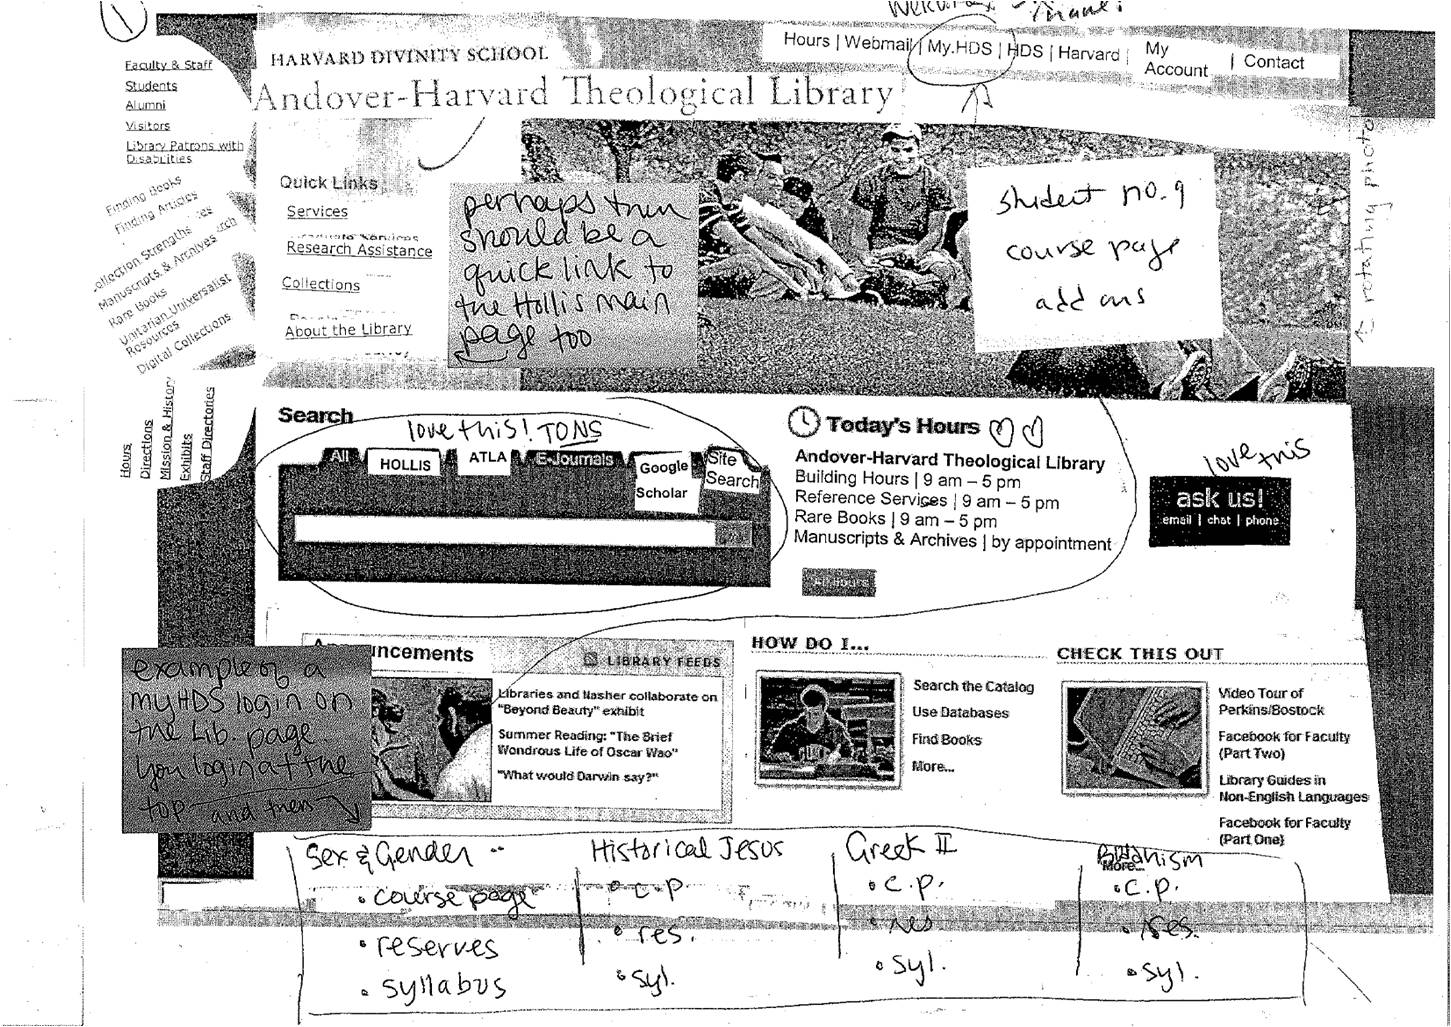 1
Diane!
HARVARD DIVINITY SCHOOL
Andover-Harvard Theological Library
Hours | Webmail | My.HDS | HDS | Harvard | My Account | Contact
Faculty & Staff
Students
Alumni
Visitors
Library Patrons with
Disabilities
Finding Books
Finding Articles
Collection Strengths
Manuscripts & Archives
Rare Books
Unitarian Universalist
Resources
Digital Collections
Hours
Directions
Mission & History
Exhibits
Staff Directories
Quick Links
Services
Research Assistance
Collections
About the Library
perhaps there
should be a
quick link to
the Hollis main
page too
student no. 9
course page
add ons
← rotating photo
Search
love this! TONS
All
HOLLIS
ATLA
E-Journals
Google
Scholar
Site
Search
Today's Hours
Andover-Harvard Theological Library
Building Hours | 9 am – 5 pm
Reference Services | 9 am – 5 pm
Rare Books | 9 am – 5 pm
Manuscripts & Archives | by appointment
All Hours
love this
ask us!
email | chat | phone
example of a
myHDS login on
the Lib. page.
you login at the
top and then
Announcements
LIBRARY FEEDS
Libraries and Nasher collaborate on
"Beyond Beauty" exhibit
Summer Reading: "The Brief
Wondrous Life of Oscar Wao"
"What would Darwin say?"
HOW DO I...
Search the Catalog
Use Databases
Find Books
More...
CHECK THIS OUT
Video Tour of
Perkins/Bostock
Facebook for Faculty
(Part Two)
Library Guides in
Non-English Languages
Facebook for Faculty
(Part One)
More...
Sex & Gender
• course page
• reserves
• syllabus
Historical Jesus
• c.p
• res.
• syl.
Greek II
• c.p.
• res
• syl.
Buddhism
• c.p.
• res.
• syl.